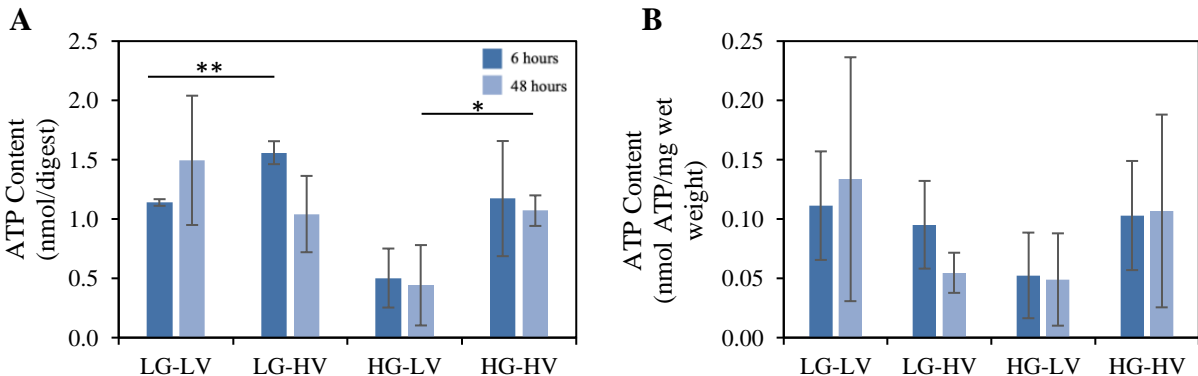 A
ATP Content
(nmol/digest)
2.5
2.0
1.5
1.0
0.5
0.0
**
*
6 hours
48 hours
LG-LV
LG-HV
HG-LV
HG-HV
B
ATP Content
(nmol ATP/mg wet
weight)
0.25
0.20
0.15
0.10
0.05
0.00
LG-LV
LG-HV
HG-LV
HG-HV